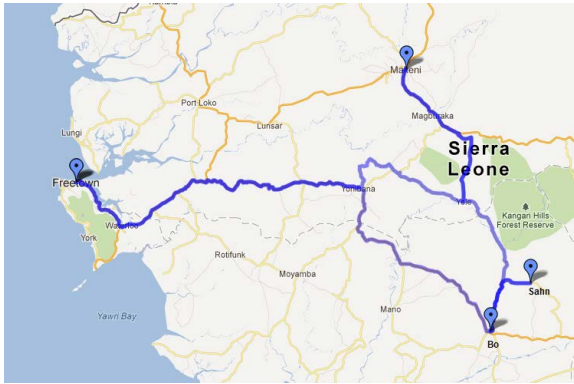 Makeni
Port Loko
Magburaka
Lungi
Lunsar
Sierra
Leone
Freetown
Yonibana
Yele
Kangari Hills
Forest Reserve
Waterloo
York
Rotifunk
Moyamba
Sahn
Yawri Bay
Mano
Bo